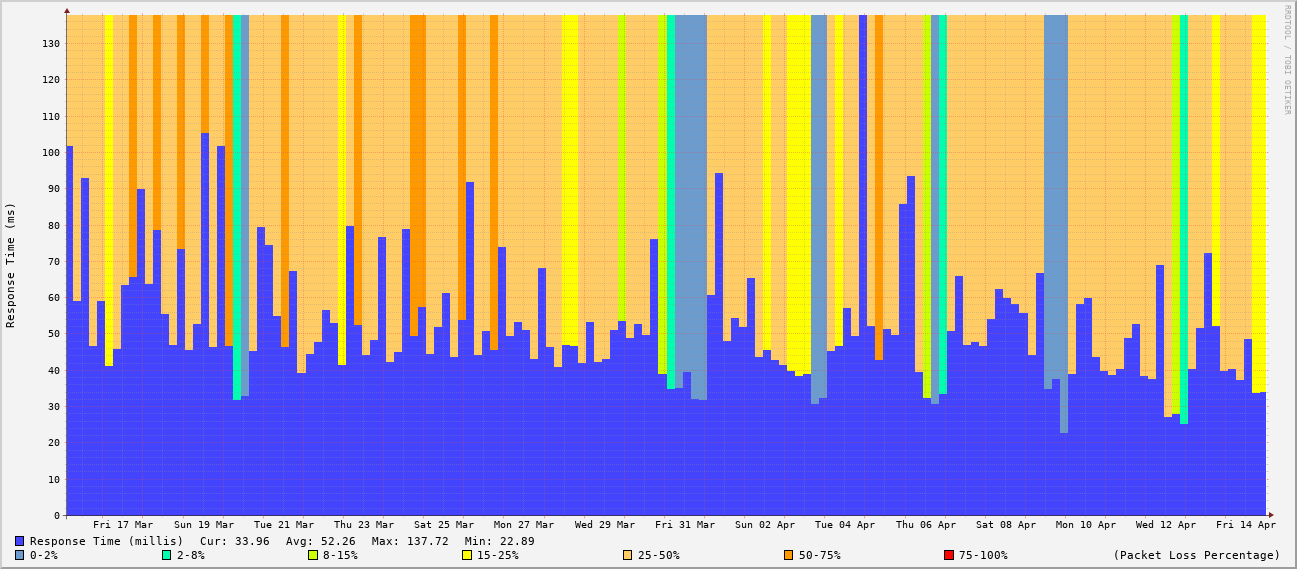 RRDTOOL / TOBI OETIKER
Response Time (ms)
130
120
110
100
90
80
70
60
50
40
30
20
10
0
Fri 17 Mar Sun 19 Mar Tue 21 Mar Thu 23 Mar Sat 25 Mar Mon 27 Mar Wed 29 Mar Fri 31 Mar Sun 02 Apr Tue 04 Apr Thu 06 Apr Sat 08 Apr Mon 10 Apr Wed 12 Apr Fri 14 Apr
Response Time (millis) Cur: 33.96 Avg: 52.26 Max: 137.72 Min: 22.89
0-2% 2-8% 8-15% 15-25% 25-50% 50-75% 75-100% (Packet Loss Percentage)